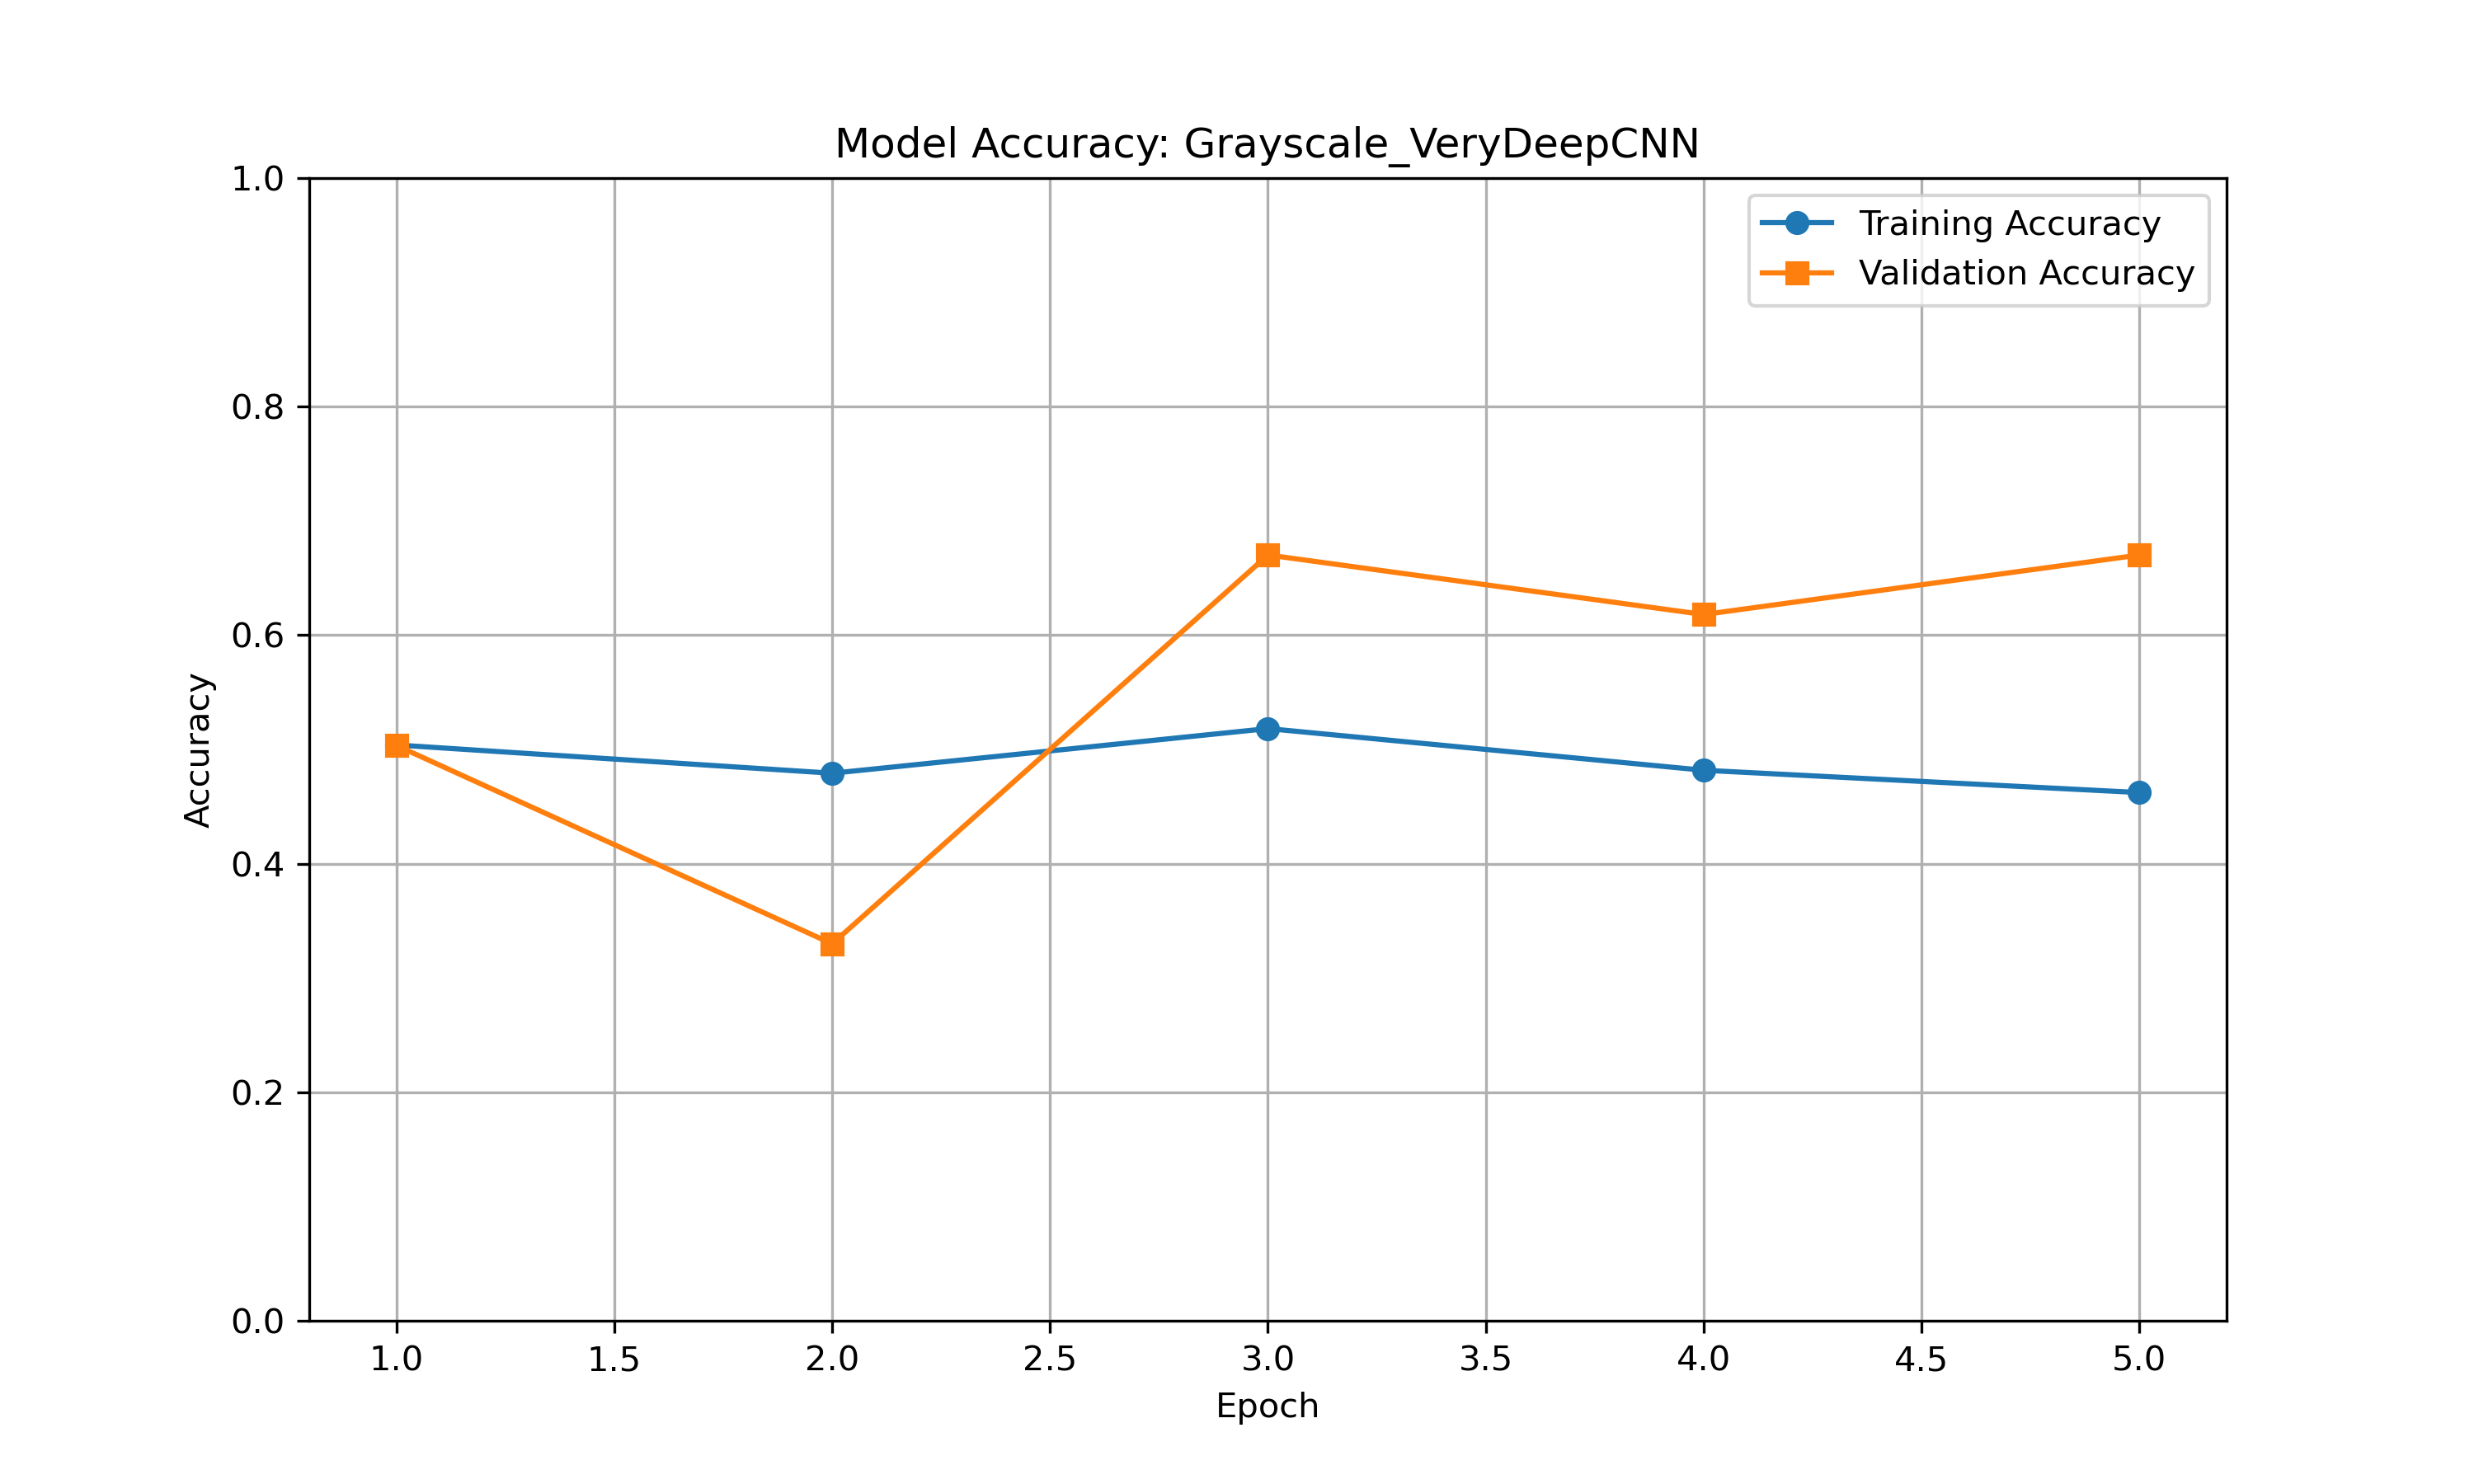 Model Accuracy: Grayscale_VeryDeepCNN
Training Accuracy
Validation Accuracy
1.0
0.8
0.6
0.4
0.2
0.0
Accuracy
1.0 1.5 2.0 2.5 3.0 3.5 4.0 4.5 5.0
Epoch